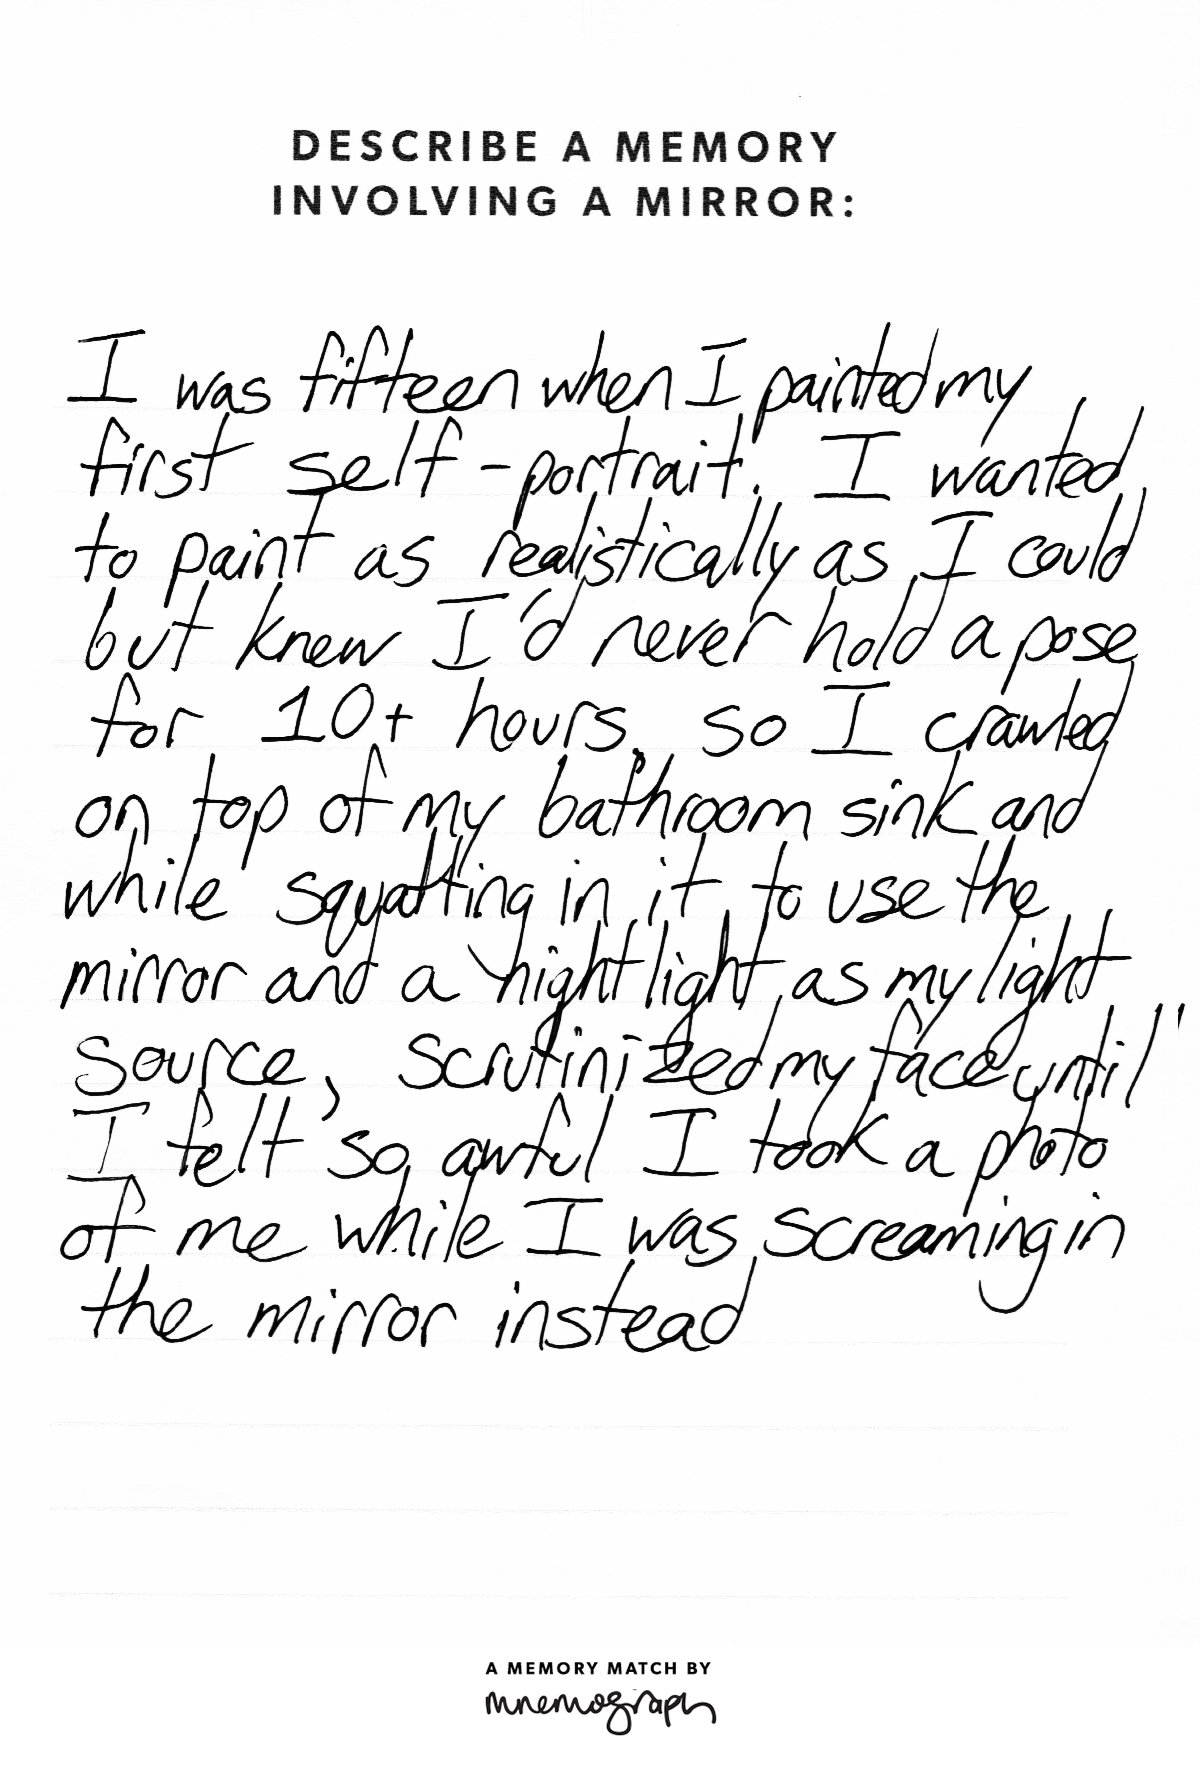 DESCRIBE A MEMORY
INVOLVING A MIRROR:
I was fifteen when I painted my
first self-portrait. I wanted
to paint as realistically as I could
but knew I'd never hold a pose
for 10+ hours, so I crawled
on top of my bathroom sink and
while squatting in it to use the
mirror and a nightlight as my light
source, scrutinized my face until
I felt so awful I took a photo
of me while I was screaming in
the mirror instead
A MEMORY MATCH BY
mnemograph